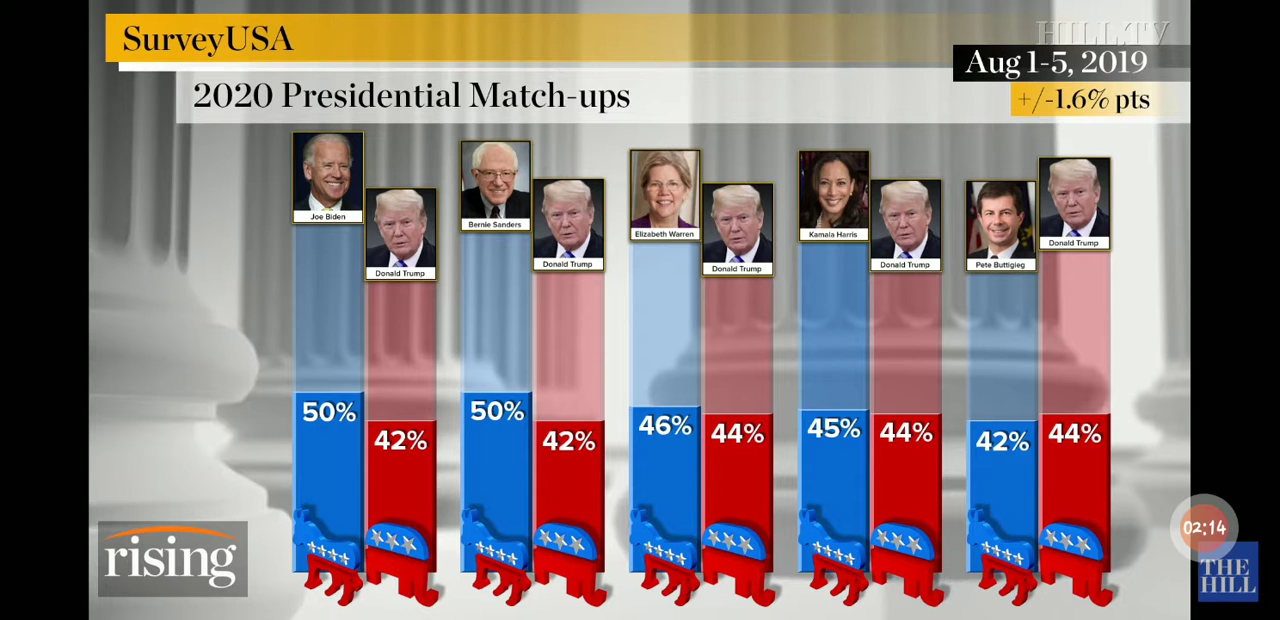 SurveyUSA
HILL.TV
Aug 1-5, 2019
2020 Presidential Match-ups
+/-1.6% pts
Joe Biden
Donald Trump
Bernie Sanders
Donald Trump
Elizabeth Warren
Donald Trump
Kamala Harris
Donald Trump
Pete Buttigieg
Donald Trump
50%
42%
50%
42%
46%
44%
45%
44%
42%
44%
rising
02:14
THE
HILL